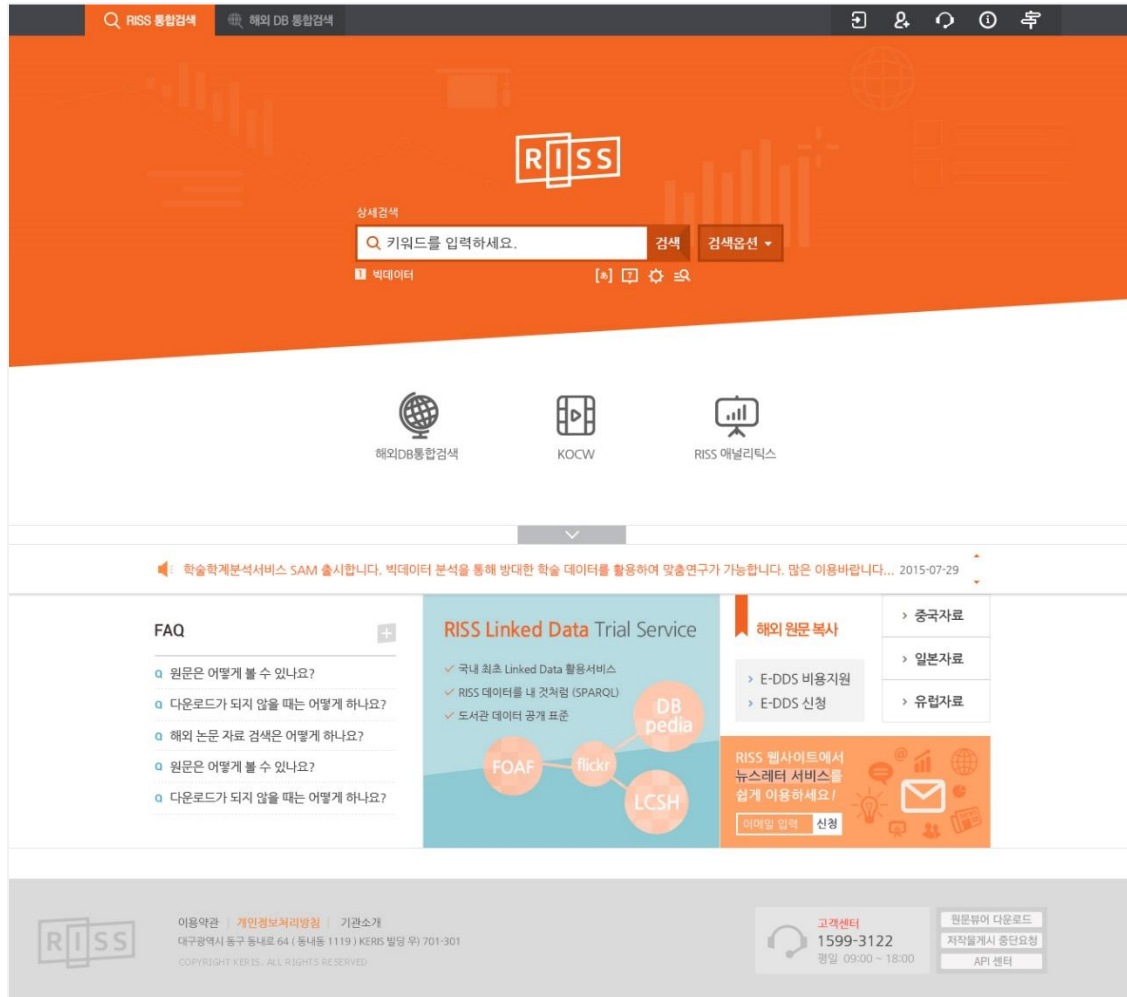 RISS 통합검색
해외 DB 통합검색
RISS
상세검색
키워드를 입력하세요.
검색
검색옵션
1 빅데이터
[あ]
해외DB통합검색
KOCW
RISS 애널리틱스
학술학계분석서비스 SAM 출시합니다. 빅데이터 분석을 통해 방대한 학술 데이터를 활용하여 맞춤연구가 가능합니다. 많은 이용바랍니다... 2015-07-29
FAQ
Q 원문은 어떻게 볼 수 있나요?
Q 다운로드가 되지 않을 때는 어떻게 하나요?
Q 해외 논문 자료 검색은 어떻게 하나요?
Q 원문은 어떻게 볼 수 있나요?
Q 다운로드가 되지 않을 때는 어떻게 하나요?
RISS Linked Data Trial Service
국내 최초 Linked Data 활용서비스
RISS 데이터를 내 것처럼 (SPARQL)
도서관 데이터 공개 표준
DB
pedia
FOAF
flickr
LCSH
해외 원문 복사
E-DDS 비용지원
E-DDS 신청
중국자료
일본자료
유럽자료
RISS 웹사이트에서
뉴스레터 서비스를
쉽게 이용하세요!
이메일 입력
신청
RISS
이용약관 | 개인정보처리방침 | 기관소개
대구광역시 동구 동내로 64 ( 동내동 1119 ) KERIS 빌딩 우) 701-301
COPYRIGHT KERIS. ALL RIGHTS RESERVED
고객센터
1599-3122
평일 09:00 ~ 18:00
원문뷰어 다운로드
저작물게시 중단요청
API 센터